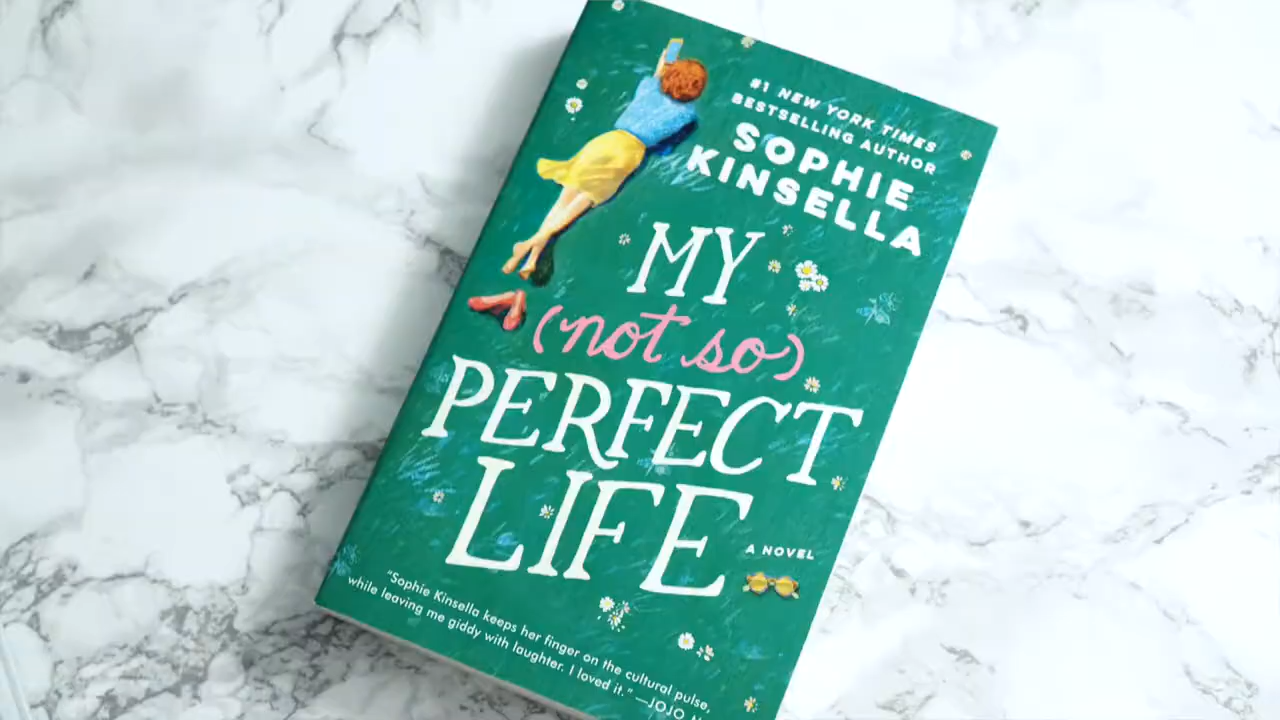 #1 NEW YORK TIMES
BESTSELLING AUTHOR
SOPHIE
KINSELLA
MY
(not so)
PERFECT
LIFE
A NOVEL
"Sophie Kinsella keeps her finger on the cultural pulse,
while leaving me giddy with laughter. I loved it." —JOJO